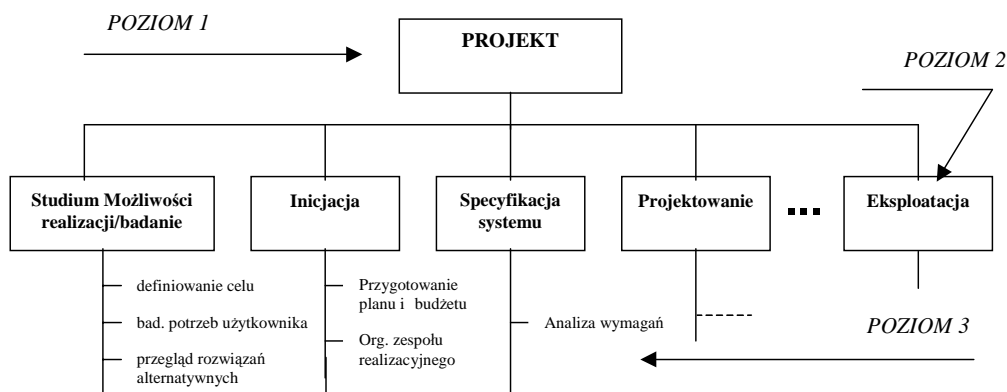 POZIOM 1
PROJEKT
POZIOM 2
Studium Możliwości
realizacji/badanie
Inicjacja
Specyfikacja
systemu
Projektowanie
Eksploatacja
definiowanie celu
bad. potrzeb użytkownika
przegląd rozwiązań
alternatywnych
Przygotowanie
planu i budżetu
Org. zespołu
realizacyjnego
Analiza wymagań
POZIOM 3